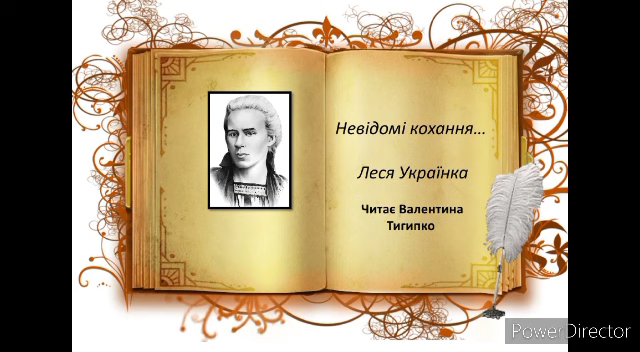 Невідомі кохання...
Леся Українка
Читає Валентина
Тигипко
PowerDirector